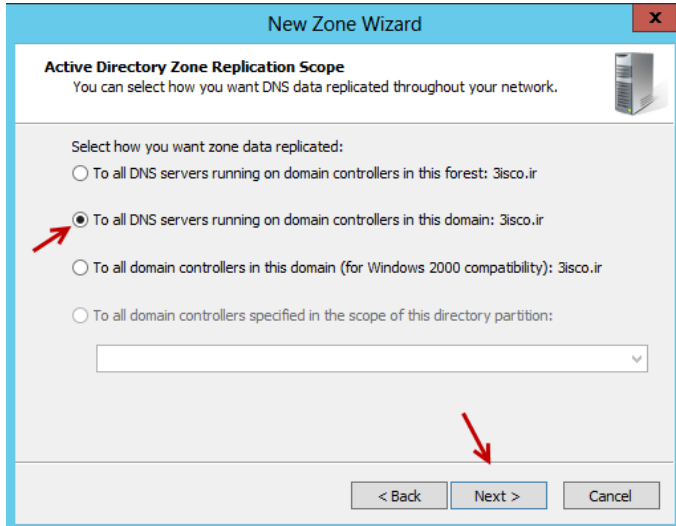 New Zone Wizard
x
Active Directory Zone Replication Scope
You can select how you want DNS data replicated throughout your network.
Select how you want zone data replicated:
To all DNS servers running on domain controllers in this forest: 3isco.ir
To all DNS servers running on domain controllers in this domain: 3isco.ir
To all domain controllers in this domain (for Windows 2000 compatibility): 3isco.ir
To all domain controllers specified in the scope of this directory partition:
< Back Next > Cancel